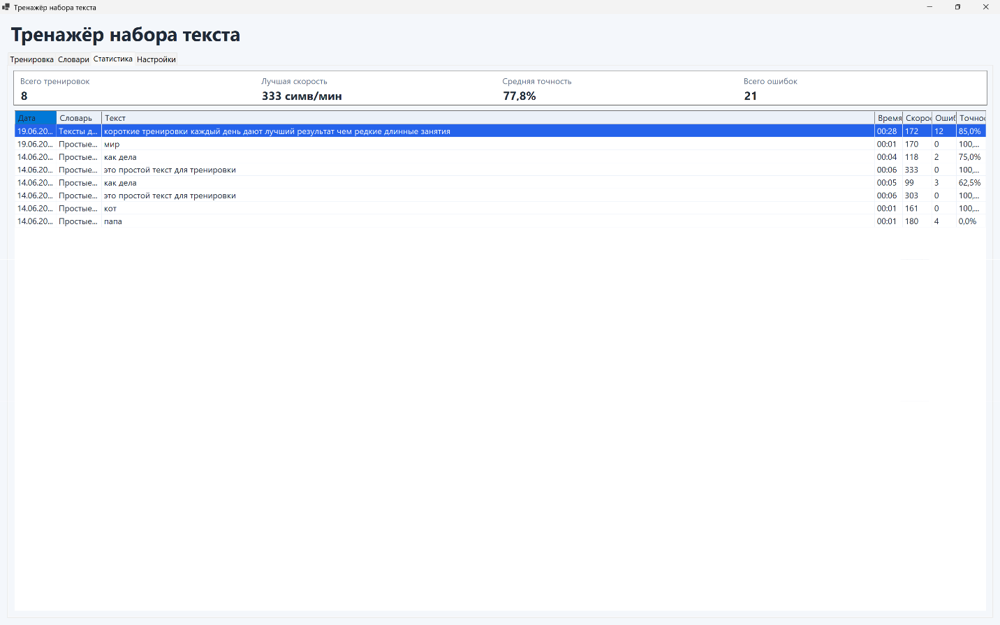 Тренажёр набора текста
Тренажёр набора текста
Тренировка Словари Статистика Настройки
Всего тренировок Лучшая скорость Средняя точность Всего ошибок
8 333 симв/мин 77,8% 21
Дата Словарь Текст Время Скоро Ошиб Точнос
19.06.20... Тексты д... короткие тренировки каждый день дают лучший результат чем редкие длинные занятия 00:28 172 12 85,0%
19.06.20... Простые... мир 00:01 170 0 100,...
14.06.20... Простые... как дела 00:04 118 2 75,0%
14.06.20... Простые... это простой текст для тренировки 00:06 333 0 100,...
14.06.20... Простые... как дела 00:05 99 3 62,5%
14.06.20... Простые... это простой текст для тренировки 00:06 303 0 100,...
14.06.20... Простые... кот 00:01 161 0 100,...
14.06.20... Простые... папа 00:01 180 4 0,0%